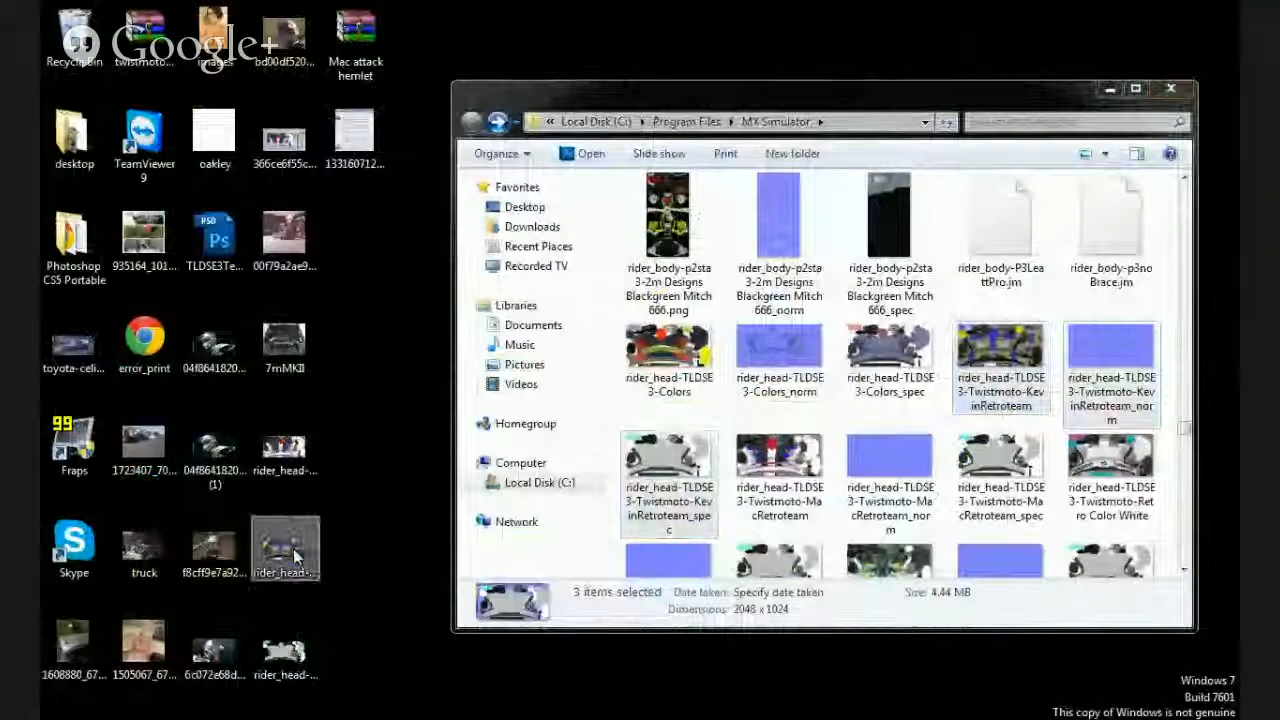 Google+
Recycle Bin
twistmoto...
images
bd00df520...
Mac attack
hemlet
desktop
TeamViewer
9
oakley
366ce6f55c...
133160712...
Photoshop
CS5 Portable
935164_101...
PSD
Ps
TLDSE3Te...
00f79a2ae9...
toyota-celi...
error_print
04f8641820...
7mMKII
99
Fraps
1723407_70...
04f8641820...
(1)
rider_head-...
Skype
truck
f8cff9e7a92...
rider_head-...
1608880_67...
1505067_67...
6c072e68d...
rider_head-...
« Local Disk (C:) ▸ Program Files ▸ MX Simulator ▸
Organize
Open
Slide show
Print
New folder
Favorites
Desktop
Downloads
Recent Places
Recorded TV
Libraries
Documents
Music
Pictures
Videos
Homegroup
Computer
Local Disk (C:)
Network
rider_body-p2sta
3-2m Designs
Blackgreen Mitch
666.png
rider_body-p2sta
3-2m Designs
Blackgreen Mitch
666_norm
rider_body-p2sta
3-2m Designs
Blackgreen Mitch
666_spec
rider_body-P3Lea
ttPro.jm
rider_body-p3no
Brace.jm
rider_head-TLDSE
3-Colors
rider_head-TLDSE
3-Colors_norm
rider_head-TLDSE
3-Colors_spec
rider_head-TLDSE
3-Twistmoto-Kev
inRetroteam
rider_head-TLDSE
3-Twistmoto-Kev
inRetroteam_nor
m
rider_head-TLDSE
3-Twistmoto-Kev
inRetroteam_spe
c
rider_head-TLDSE
3-Twistmoto-Ma
cRetroteam
rider_head-TLDSE
3-Twistmoto-Ma
cRetroteam_nor
m
rider_head-TLDSE
3-Twistmoto-Ma
cRetroteam_spec
rider_head-TLDSE
3-Twistmoto-Ret
ro Color White
3 items selected
Date taken: Specify date taken
Size: 4.44 MB
Dimensions: 2048 x 1024
Windows 7
Build 7601
This copy of Windows is not genuine